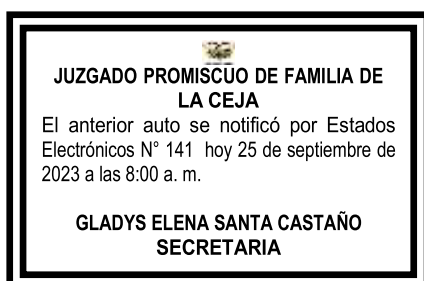 JUZGADO PROMISCUO DE FAMILIA DE
LA CEJA
El anterior auto se notificó por Estados
Electrónicos N° 141 hoy 25 de septiembre de
2023 a las 8:00 a. m.
GLADYS ELENA SANTA CASTAÑO
SECRETARIA